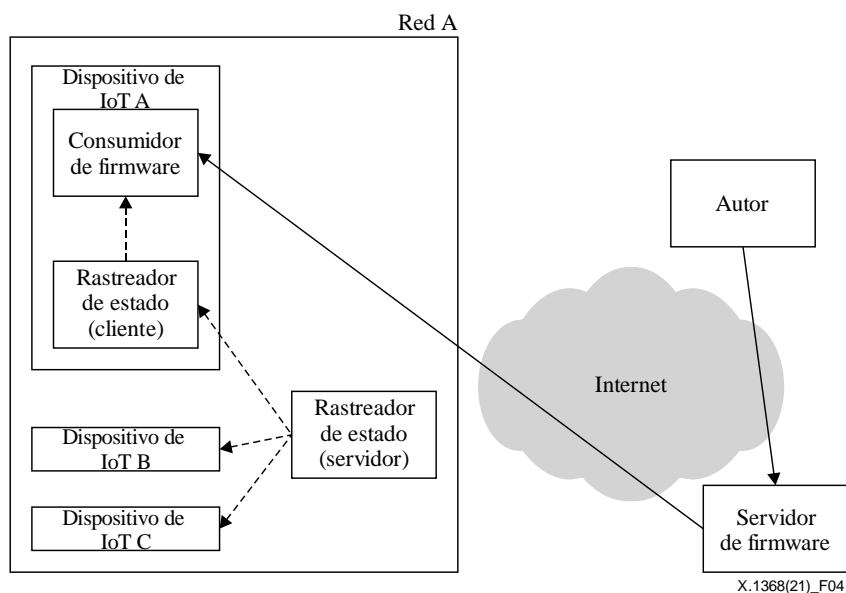 Red A
Dispositivo de
IoT A
Consumidor
de firmware
Autor
Rastreador
de estado
(cliente)
Internet
Rastreador
de estado
(servidor)
Dispositivo de
IoT B
Dispositivo de
IoT C
Servidor
de firmware
X.1368(21)_F04